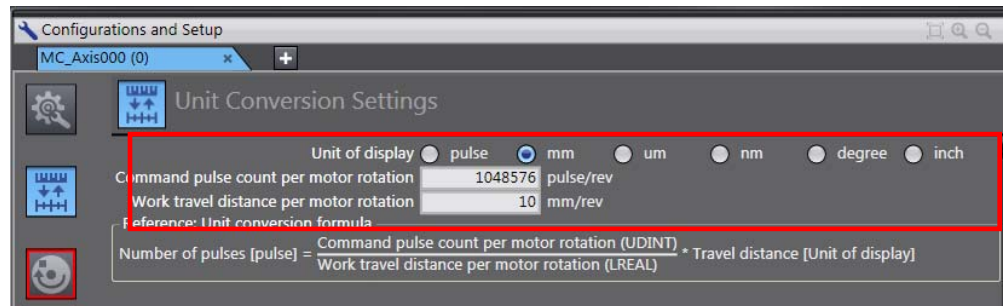 Configurations and Setup
MC_Axis000 (0) × +
Unit Conversion Settings
Unit of display pulse mm um nm degree inch
Command pulse count per motor rotation 1048576 pulse/rev
Work travel distance per motor rotation 10 mm/rev
Reference: Unit conversion formula
Number of pulses [pulse] = Command pulse count per motor rotation (UDINT)
Work travel distance per motor rotation (LREAL) * Travel distance [Unit of display]